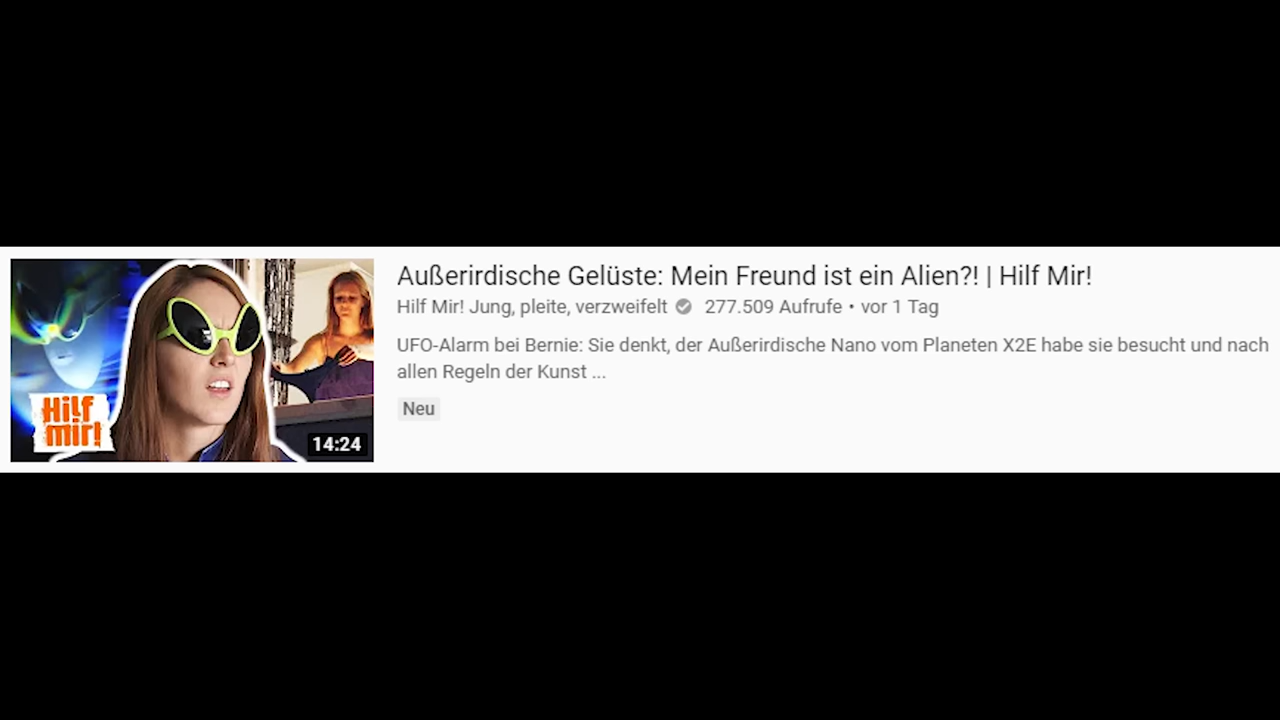 Außerirdische Gelüste: Mein Freund ist ein Alien?! | Hilf Mir!
Hilf Mir! Jung, pleite, verzweifelt 277.509 Aufrufe • vor 1 Tag
UFO-Alarm bei Bernie: Sie denkt, der Außerirdische Nano vom Planeten X2E habe sie besucht und nach
allen Regeln der Kunst ...
Neu
Hilf
mir!
14:24